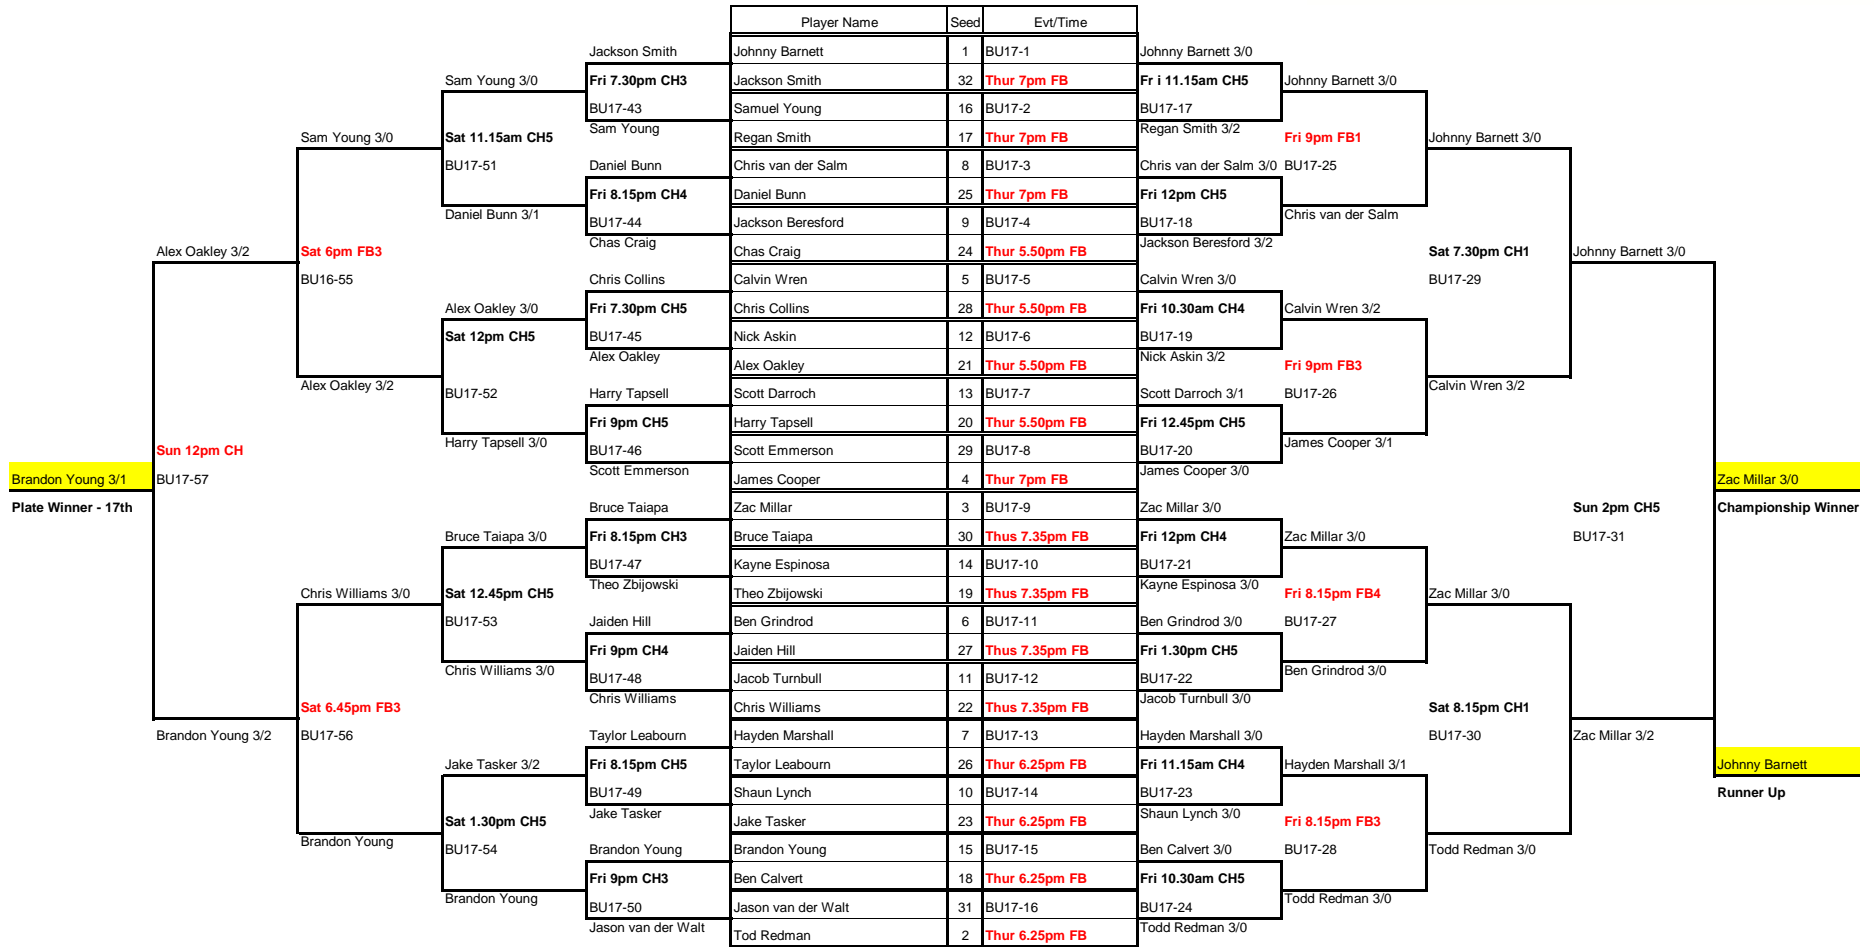 Player Name Seed Evt/Time
Jackson Smith Johnny Barnett 1 BU17-1 Johnny Barnett 3/0
Sam Young 3/0 Fri 7.30pm CH3 Jackson Smith 32 Thur 7pm FB Fr i 11.15am CH5 Johnny Barnett 3/0
BU17-43 Samuel Young 16 BU17-2 BU17-17
Sam Young 3/0 Sat 11.15am CH5 Sam Young Regan Smith 17 Thur 7pm FB Regan Smith 3/2 Fri 9pm FB1 Johnny Barnett 3/0
BU17-51 Daniel Bunn Chris van der Salm 8 BU17-3 Chris van der Salm 3/0 BU17-25
Fri 8.15pm CH4 Daniel Bunn 25 Thur 7pm FB Fri 12pm CH5
Daniel Bunn 3/1 BU17-44 Jackson Beresford 9 BU17-4 BU17-18 Chris van der Salm
Alex Oakley 3/2 Sat 6pm FB3 Chas Craig Chas Craig 24 Thur 5.50pm FB Jackson Beresford 3/2 Sat 7.30pm CH1 Johnny Barnett 3/0
BU16-55 Chris Collins Calvin Wren 5 BU17-5 Calvin Wren 3/0 BU17-29
Alex Oakley 3/0 Fri 7.30pm CH5 Chris Collins 28 Thur 5.50pm FB Fri 10.30am CH4 Calvin Wren 3/2
Sat 12pm CH5 BU17-45 Nick Askin 12 BU17-6 BU17-19
Alex Oakley Alex Oakley 21 Thur 5.50pm FB Nick Askin 3/2 Fri 9pm FB3
Alex Oakley 3/2 BU17-52 Harry Tapsell Scott Darroch 13 BU17-7 Scott Darroch 3/1 BU17-26 Calvin Wren 3/2
Fri 9pm CH5 Harry Tapsell 20 Thur 5.50pm FB Fri 12.45pm CH5
Sun 12pm CH Harry Tapsell 3/0 BU17-46 Scott Emmerson 29 BU17-8 BU17-20 James Cooper 3/1
Brandon Young 3/1 BU17-57 Scott Emmerson James Cooper 4 Thur 7pm FB James Cooper 3/0 Zac Millar 3/0
Plate Winner - 17th Bruce Taiapa Zac Millar 3 BU17-9 Zac Millar 3/0 Sun 2pm CH5 Championship Winner
Bruce Taiapa 3/0 Fri 8.15pm CH3 Bruce Taiapa 30 Thus 7.35pm FB Fri 12pm CH4 Zac Millar 3/0 BU17-31
BU17-47 Kayne Espinosa 14 BU17-10 BU17-21
Chris Williams 3/0 Sat 12.45pm CH5 Theo Zbijowski Theo Zbijowski 19 Thus 7.35pm FB Kayne Espinosa 3/0 Fri 8.15pm FB4 Zac Millar 3/0
BU17-53 Jaiden Hill Ben Grindrod 6 BU17-11 Ben Grindrod 3/0 BU17-27
Fri 9pm CH4 Jaiden Hill 27 Thus 7.35pm FB Fri 1.30pm CH5
Chris Williams 3/0 BU17-48 Jacob Turnbull 11 BU17-12 BU17-22 Ben Grindrod 3/0
Sat 6.45pm FB3 Chris Williams Chris Williams 22 Thus 7.35pm FB Jacob Turnbull 3/0 Sat 8.15pm CH1
Brandon Young 3/2 BU17-56 Taylor Leabourn Hayden Marshall 7 BU17-13 Hayden Marshall 3/0 BU17-30 Zac Millar 3/2
Jake Tasker 3/2 Fri 8.15pm CH5 Taylor Leabourn 26 Thur 6.25pm FB Fri 11.15am CH4 Hayden Marshall 3/1 Johnny Barnett
BU17-49 Shaun Lynch 10 BU17-14 BU17-23 Runner Up
Sat 1.30pm CH5 Jake Tasker Jake Tasker 23 Thur 6.25pm FB Shaun Lynch 3/0 Fri 8.15pm FB3
Brandon Young BU17-54 Brandon Young Brandon Young 15 BU17-15 Ben Calvert 3/0 BU17-28 Todd Redman 3/0
Fri 9pm CH3 Ben Calvert 18 Thur 6.25pm FB Fri 10.30am CH5
Brandon Young BU17-50 Jason van der Walt 31 BU17-16 BU17-24 Todd Redman 3/0
Jason van der Walt Tod Redman 2 Thur 6.25pm FB Todd Redman 3/0